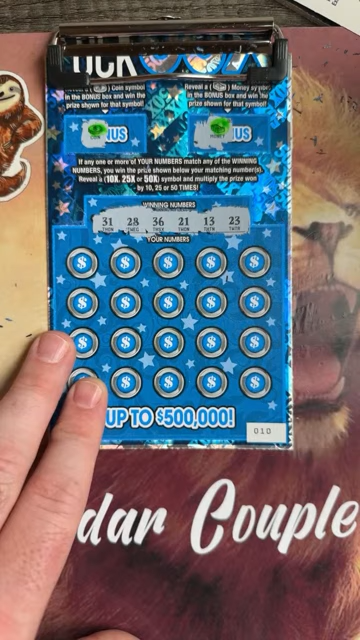 Reveal a Coin symbol
in the BONUS box and win the
prize shown for that symbol!
Reveal a Money symbol
in the BONUS box and win the
prize shown for that symbol!
If any one or more of YOUR NUMBERS match any of the WINNING
NUMBERS, you win the prize shown below your matching number(s).
Reveal a (10X, 25X or 50X) symbol and multiply the prize won
by 10, 25 or 50 TIMES!
WINNING NUMBERS
31 28 36 21 13 23
YOUR NUMBERS
$ $ $ $ $
$ $ $ $ $
$ $ $ $ $
$ $ $ $
UP TO $500,000!
010
dar Couple